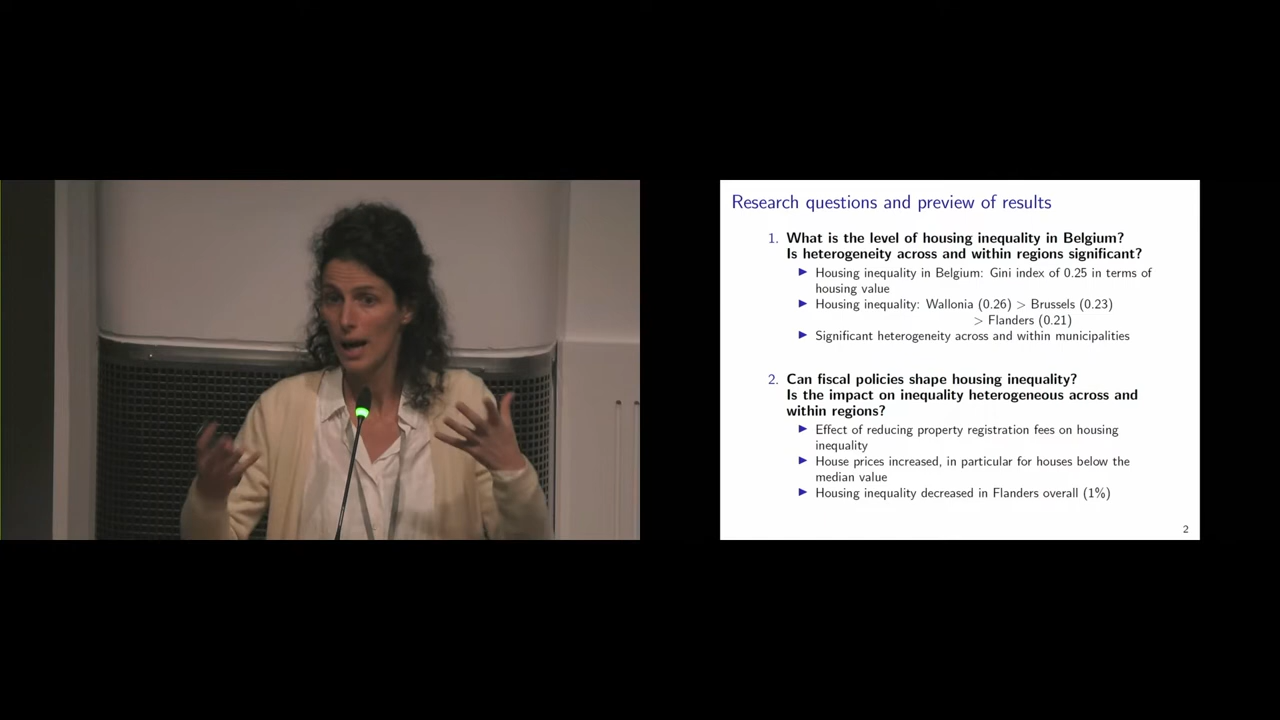 Research questions and preview of results
1. What is the level of housing inequality in Belgium?
Is heterogeneity across and within regions significant?
▶ Housing inequality in Belgium: Gini index of 0.25 in terms of
housing value
▶ Housing inequality: Wallonia (0.26) > Brussels (0.23)
> Flanders (0.21)
▶ Significant heterogeneity across and within municipalities
2. Can fiscal policies shape housing inequality?
Is the impact on inequality heterogeneous across and
within regions?
▶ Effect of reducing property registration fees on housing
inequality
▶ House prices increased, in particular for houses below the
median value
▶ Housing inequality decreased in Flanders overall (1%)
2